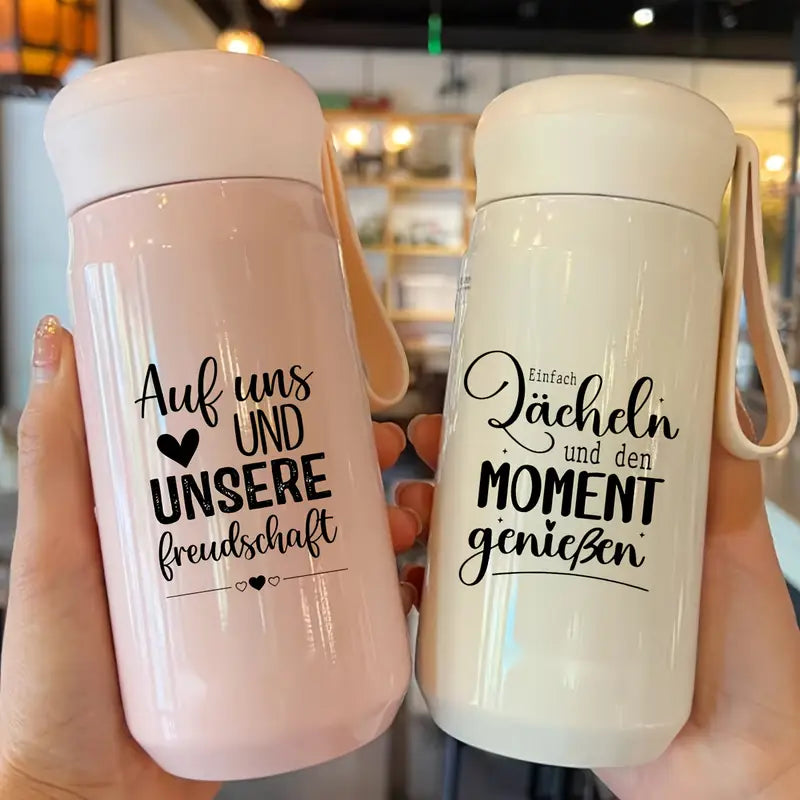 Auf uns
UND
UNSERE
freudschaft
Einfach
Lächeln
und den
MOMENT
genießen